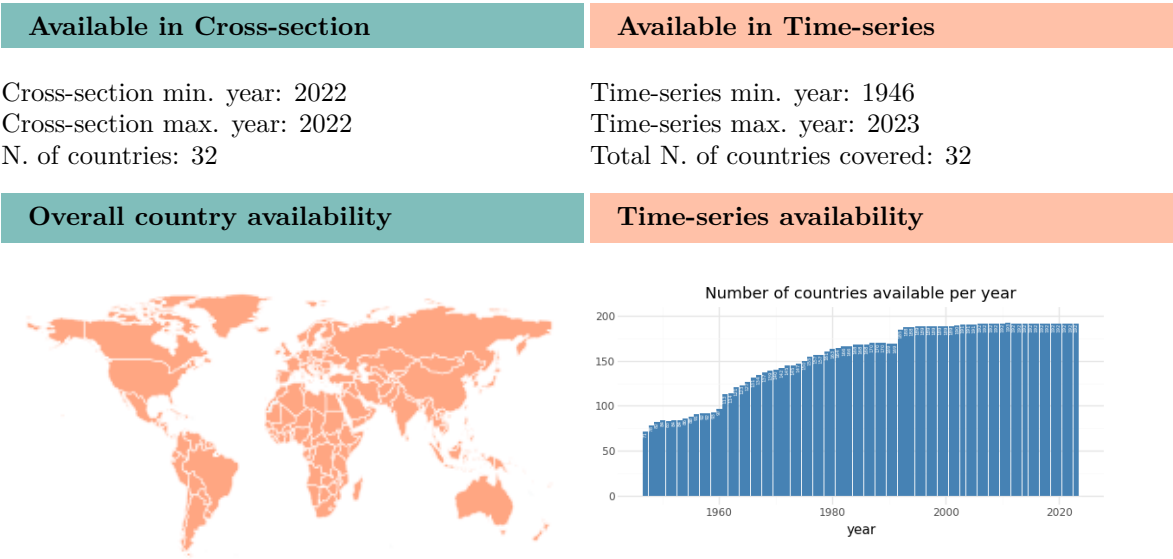 Available in Cross-section
Available in Time-series
Cross-section min. year: 2022
Cross-section max. year: 2022
N. of countries: 32
Time-series min. year: 1946
Time-series max. year: 2023
Total N. of countries covered: 32
Overall country availability
Time-series availability
Number of countries available per year
200
150
100
50
0
1960 1980 2000 2020
year